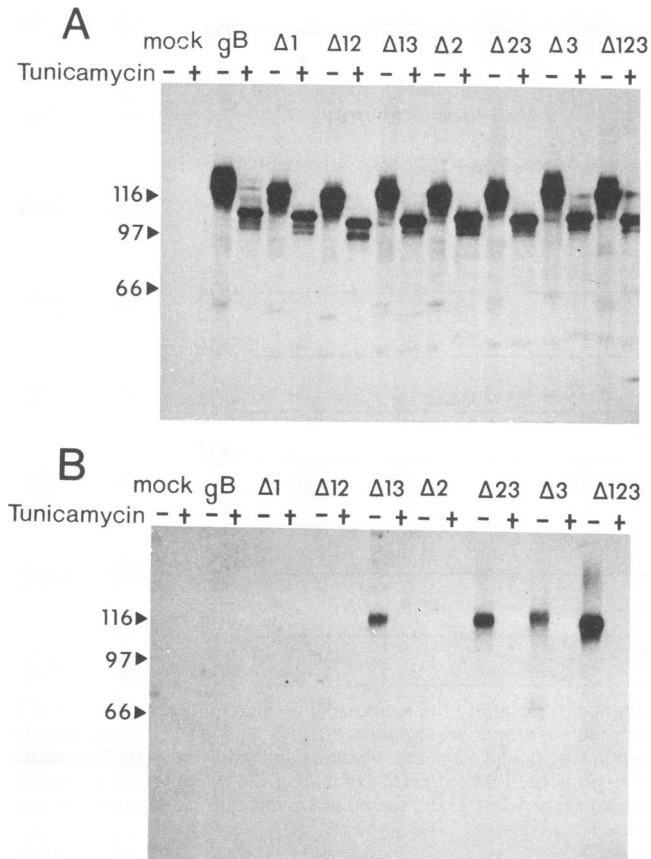 A
mock gB Δ1 Δ12 Δ13 Δ2 Δ23 Δ3 Δ123
Tunicamycin - + - + - + - + - + - + - + - + - +
116►
97►
66►
B
mock gB Δ1 Δ12 Δ13 Δ2 Δ23 Δ3 Δ123
Tunicamycin - + - + - + - + - + - + - + - + - +
116►
97►
66►